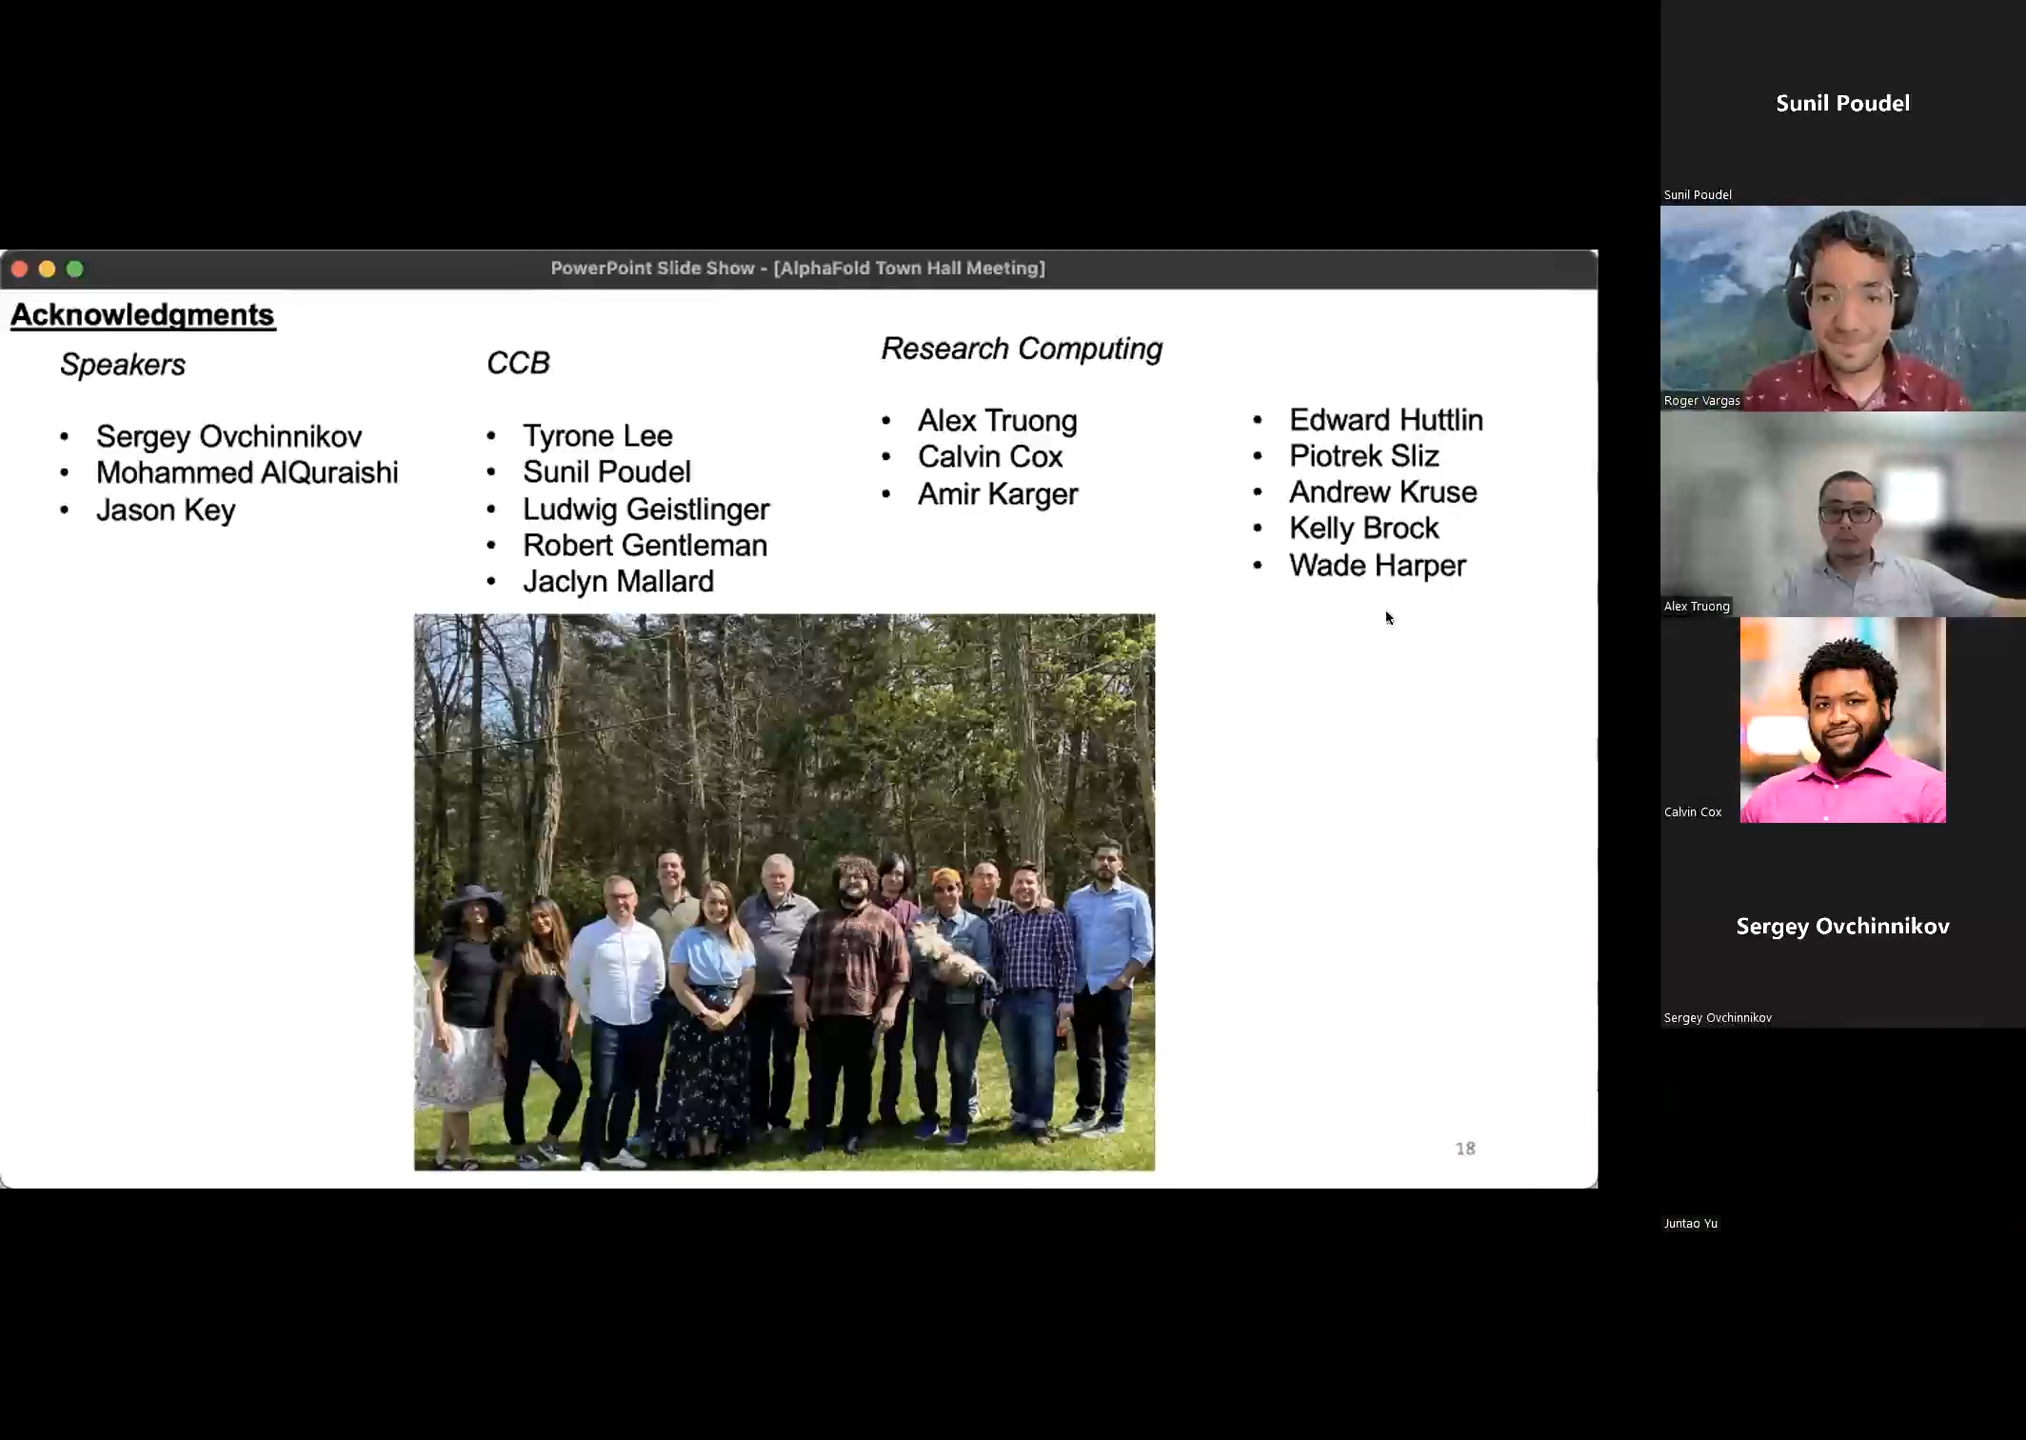 PowerPoint Slide Show - [AlphaFold Town Hall Meeting]
Acknowledgments
Speakers
• Sergey Ovchinnikov
• Mohammed AlQuraishi
• Jason Key
CCB
• Tyrone Lee
• Sunil Poudel
• Ludwig Geistlinger
• Robert Gentleman
• Jaclyn Mallard
Research Computing
• Alex Truong
• Calvin Cox
• Amir Karger
• Edward Huttlin
• Piotrek Sliz
• Andrew Kruse
• Kelly Brock
• Wade Harper
18
Sunil Poudel
Sunil Poudel
Roger Vargas
Alex Truong
Calvin Cox
Sergey Ovchinnikov
Sergey Ovchinnikov
Juntao Yu